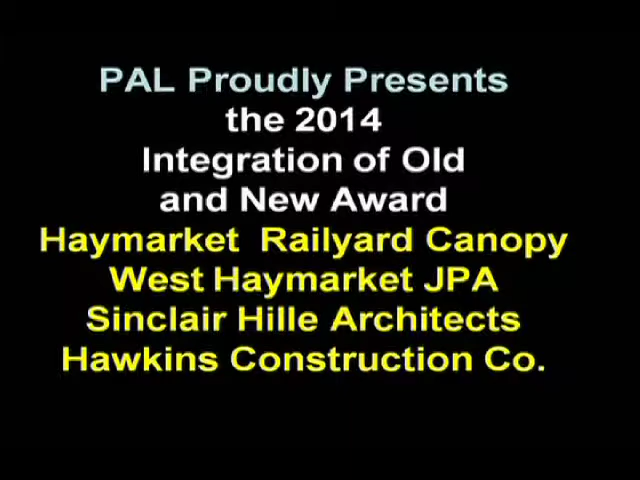 PAL Proudly Presents
the 2014
Integration of Old
and New Award
Haymarket Railyard Canopy
West Haymarket JPA
Sinclair Hille Architects
Hawkins Construction Co.